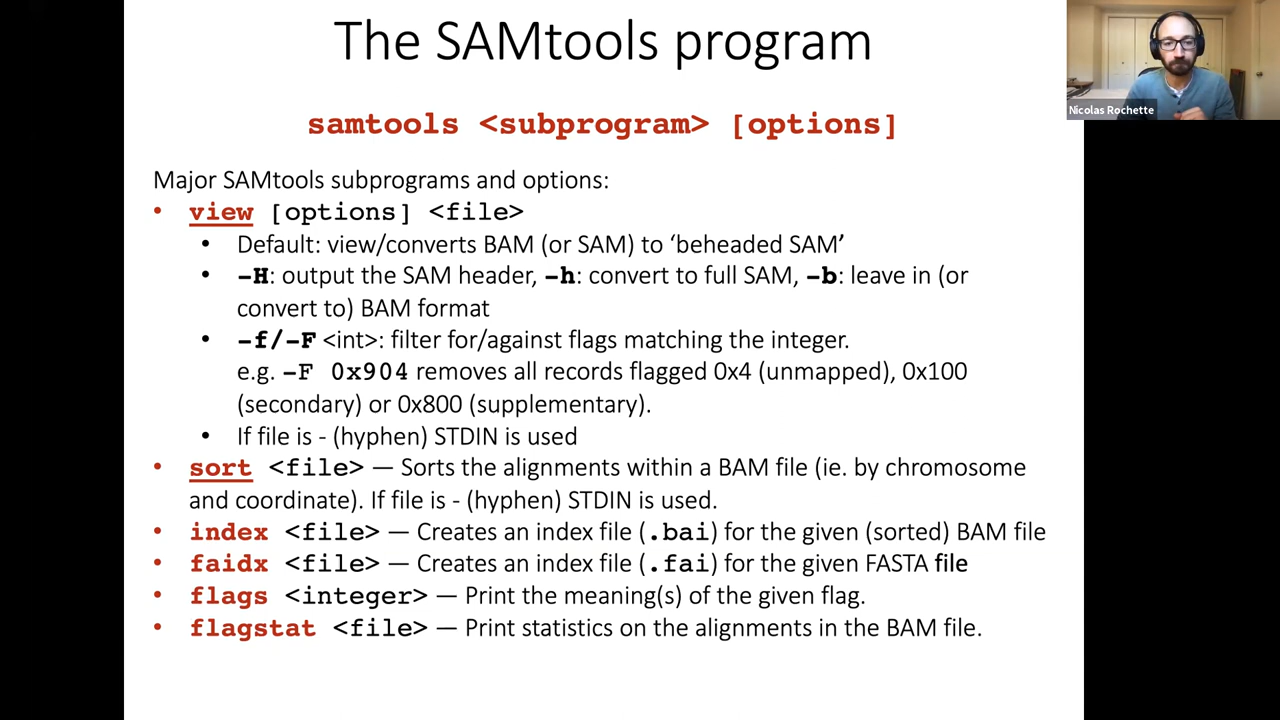 The SAMtools program
Nicolas Rochette
samtools <subprogram> [options]
Major SAMtools subprograms and options:
• view [options] <file>
• Default: view/converts BAM (or SAM) to ‘beheaded SAM’
• –H: output the SAM header, –h: convert to full SAM, –b: leave in (or
convert to) BAM format
• –f/–F <int>: filter for/against flags matching the integer.
e.g. –F 0x904 removes all records flagged 0x4 (unmapped), 0x100
(secondary) or 0x800 (supplementary).
• If file is - (hyphen) STDIN is used
• sort <file> — Sorts the alignments within a BAM file (ie. by chromosome
and coordinate). If file is - (hyphen) STDIN is used.
• index <file> — Creates an index file (.bai) for the given (sorted) BAM file
• faidx <file> — Creates an index file (.fai) for the given FASTA file
• flags <integer> — Print the meaning(s) of the given flag.
• flagstat <file> — Print statistics on the alignments in the BAM file.